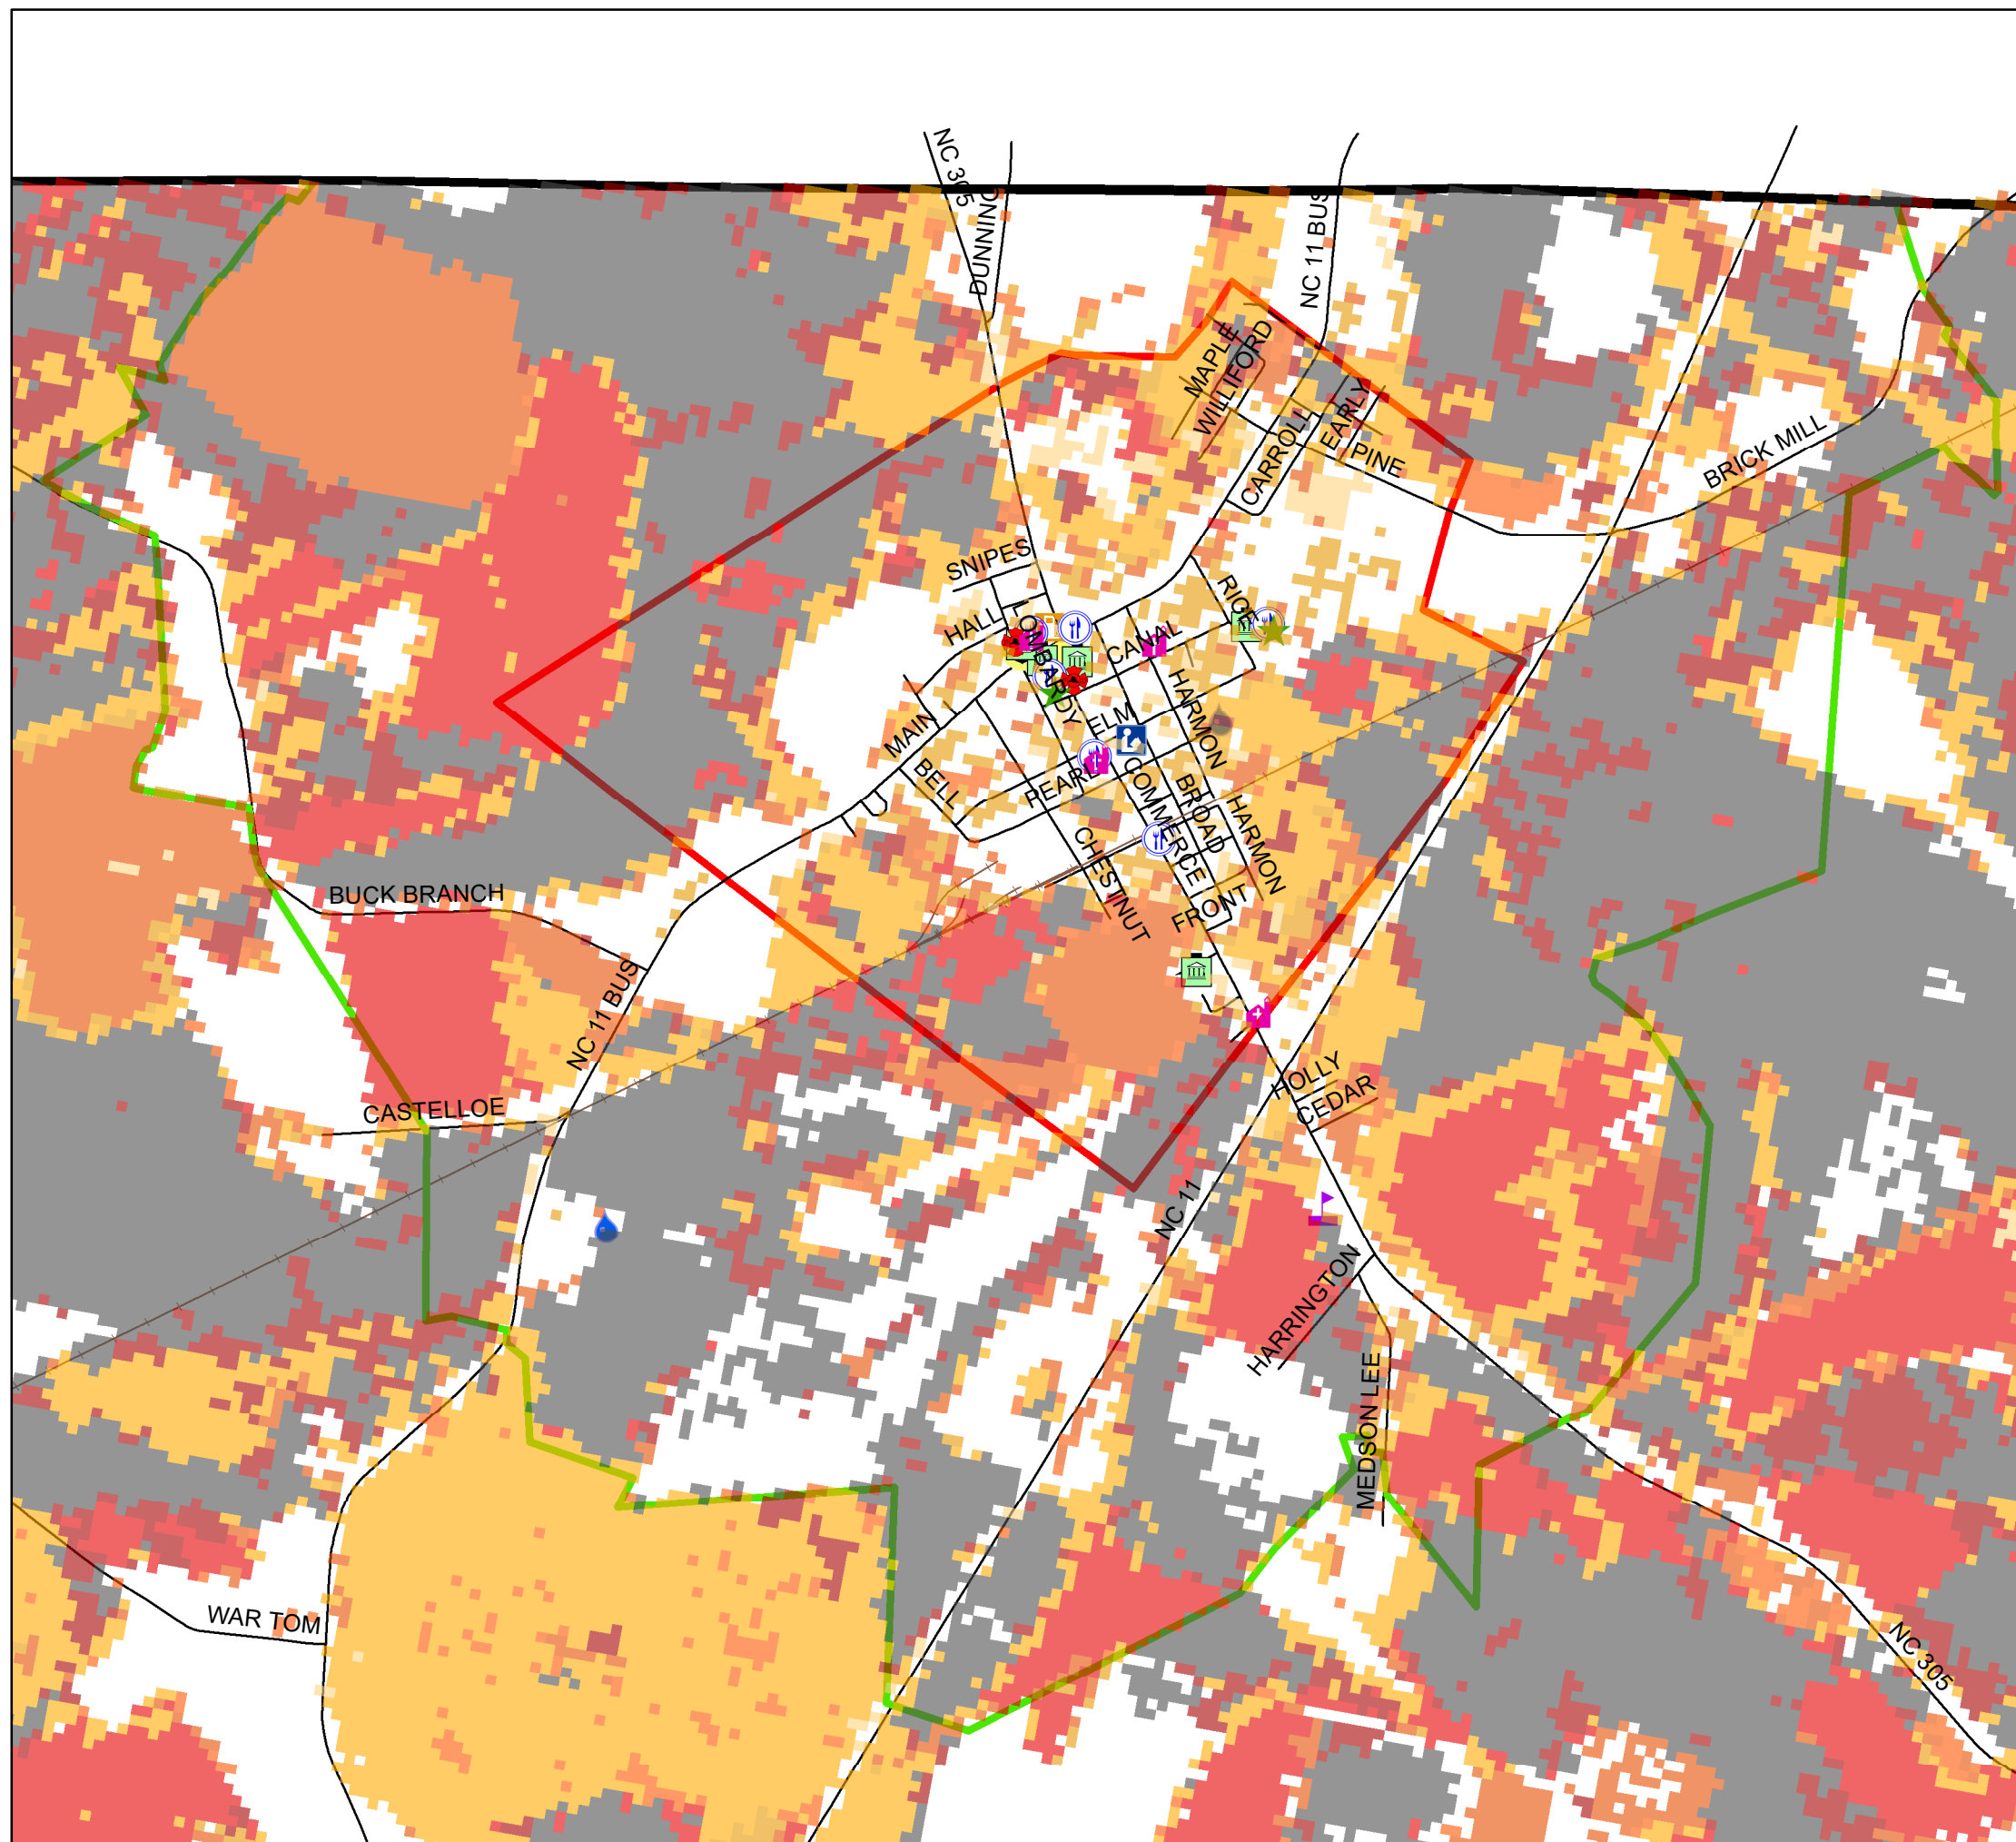 NC 305
DUNNING
NC 11 BUS
MAPLE
WILLIFORD
EARLY
CARROLL
PINE
BRICK MILL
SNIPES
RICE
HALL
LOMBARDY
CANAL
HARMON
ELM
MAIN
BELL
PEARL
COMMERCE
BROAD
HARMON
CHESTNUT
FRONT
BUCK BRANCH
NC 11 BUS
CASTELLOE
HOLLY
CEDAR
NC 11
HARRINGTON
MEDSON LEE
WAR TOM
NC 305